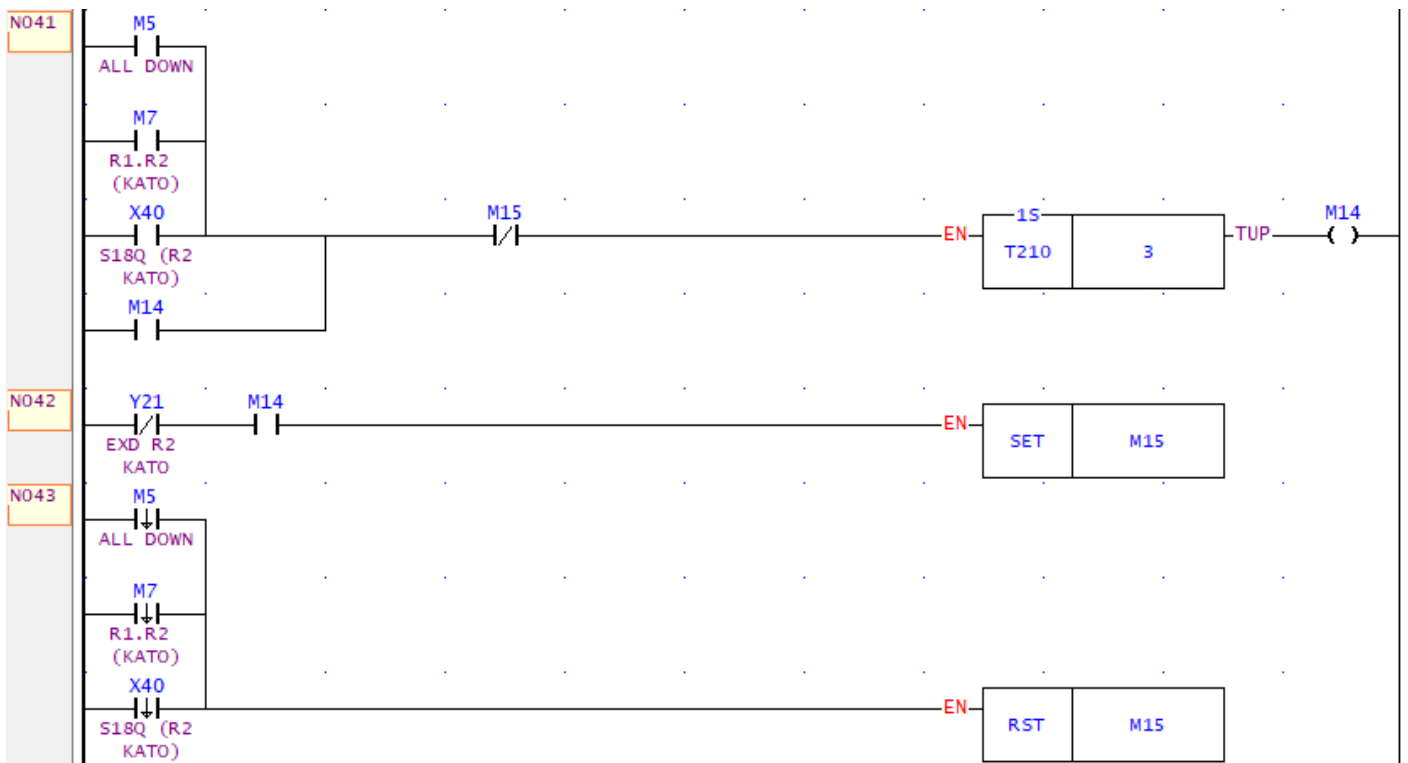 N041
M5
ALL DOWN
M7
R1.R2
(KATO)
X40
S18Q (R2
KATO)
M14
M15
EN
1S
T210
3
TUP
M14
N042
Y21
EXD R2
KATO
M14
EN
SET
M15
N043
M5
ALL DOWN
M7
R1.R2
(KATO)
X40
S18Q (R2
KATO)
EN
RST
M15